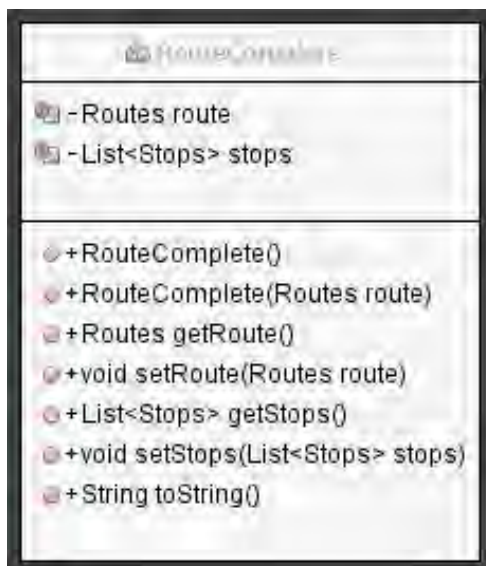 RouteComplete
-Routes route
-List<Stops> stops
+RouteComplete()
+RouteComplete(Routes route)
+Routes getRoute()
+void setRoute(Routes route)
+List<Stops> getStops()
+void setStops(List<Stops> stops)
+String toString()